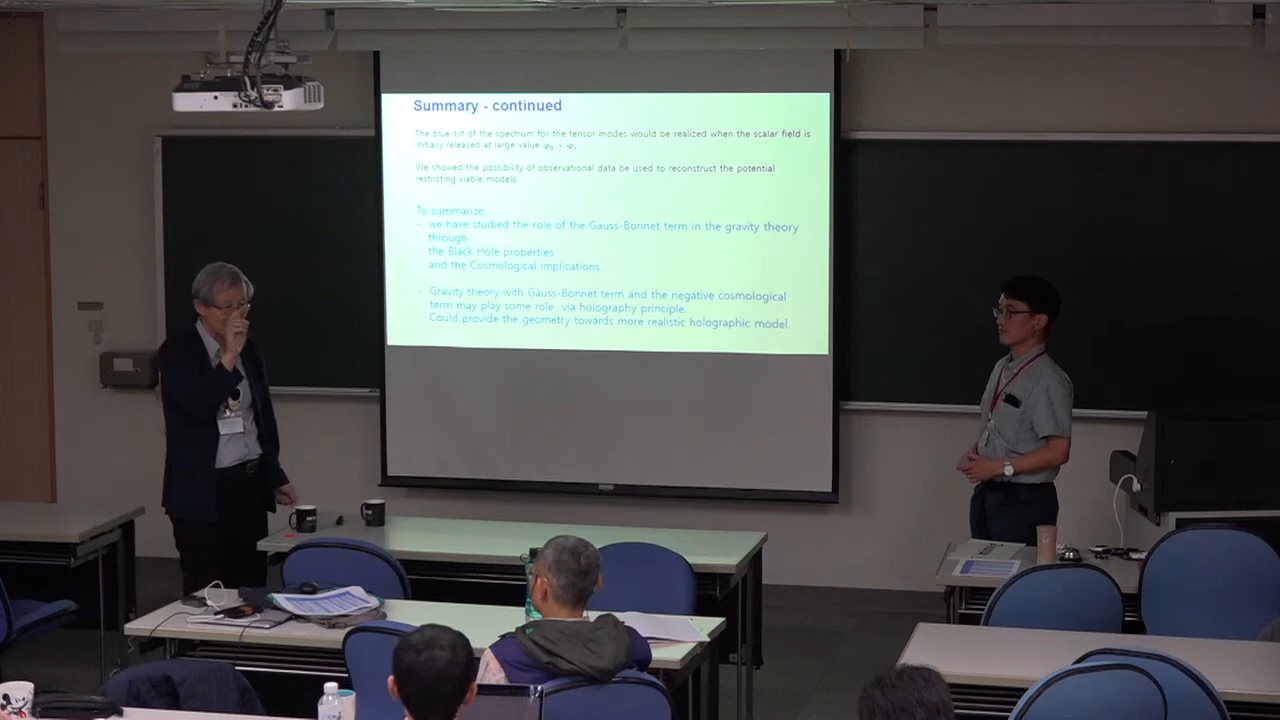 Summary - continued
The blue-tilt of the spectrum for the tensor modes would be realized when the scalar field is
initially released at large value φ₀ > φ*
We showed the possibility of observational data be used to reconstruct the potential
restricting viable models.
To summarize,
- we have studied the role of the Gauss-Bonnet term in the gravity theory
through
the Black Hole properties
and the Cosmological implications.
- Gravity theory with Gauss-Bonnet term and the negative cosmological
term may play some role via holography principle.
Could provide the geometry towards more realistic holographic model.